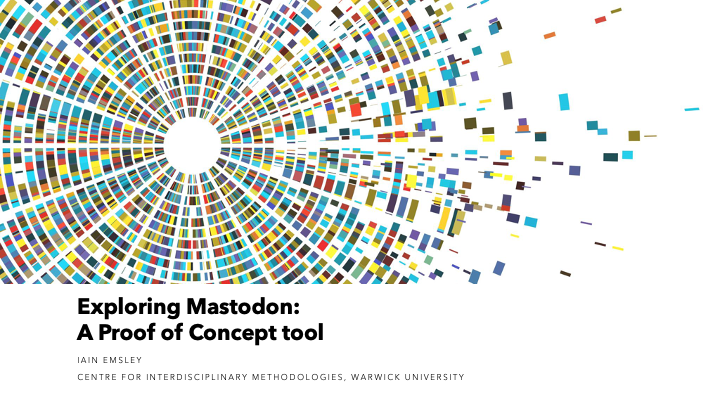 Exploring Mastodon:
A Proof of Concept tool
IAIN EMSLEY
CENTRE FOR INTERDISCIPLINARY METHODOLOGIES, WARWICK UNIVERSITY